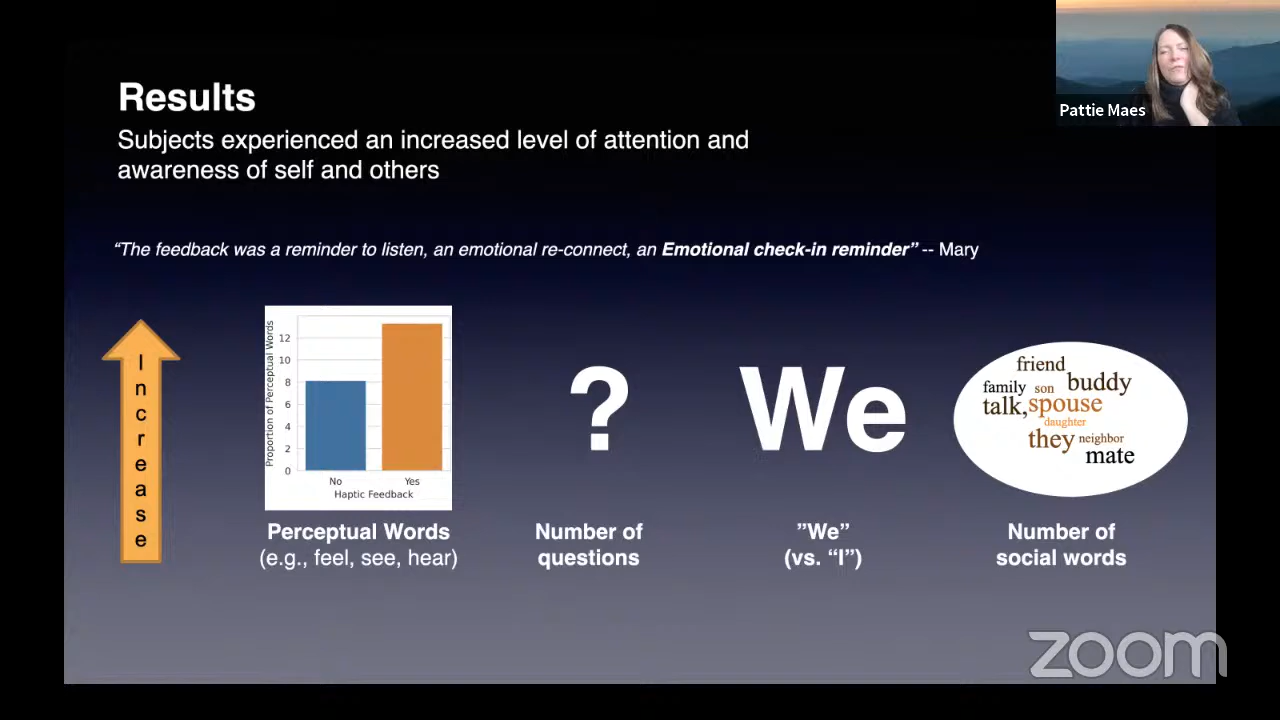 Pattie Maes
Results
Subjects experienced an increased level of attention and
awareness of self and others
“The feedback was a reminder to listen, an emotional re-connect, an Emotional check-in reminder” -- Mary
Increase
Proportion of Perceptual Words
12
10
8
6
4
2
0
No Yes
Haptic Feedback
?
We
friend
family son buddy
talk, spouse
daughter
they neighbor
mate
Perceptual Words
(e.g., feel, see, hear)
Number of
questions
”We”
(vs. “I”)
Number of
social words
zoom